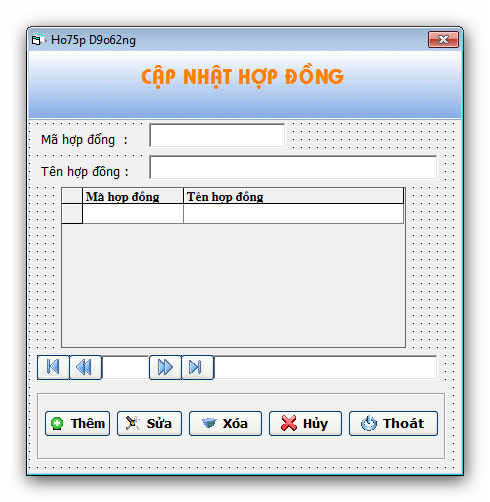 Ho75p D9o62ng
CẬP NHẬT HỢP ĐỒNG
Mã hợp đồng :
Tên hợp đồng :
Mã hợp đồng Tên hợp đồng
Thêm Sửa Xóa Hủy Thoát